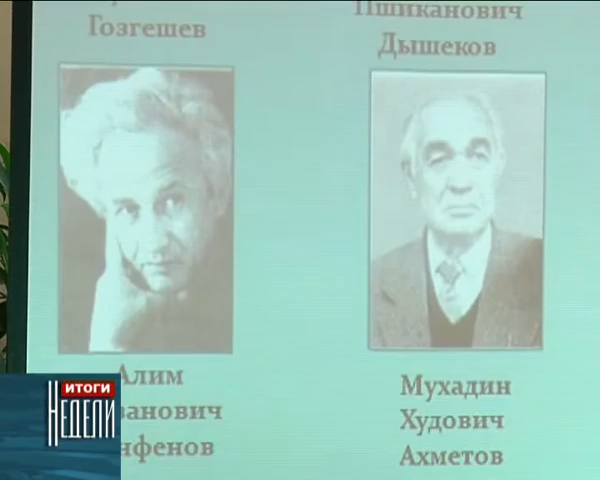 Гозгешев
Пшиканович
Дышеков
Алим
Мухадин
Худович
Ахметов
итоги
Недели